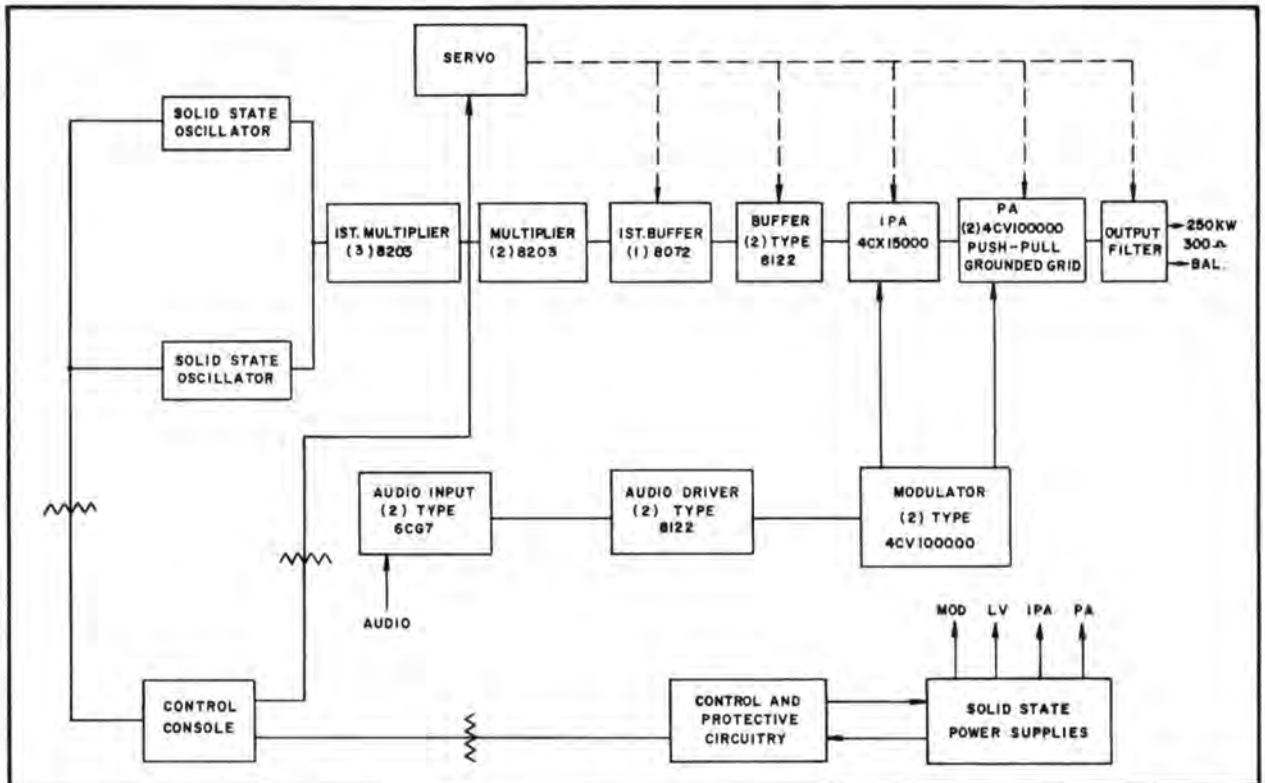 SERVO
SOLID STATE
OSCILLATOR
IST. MULTIPLIER
(3) 8203
MULTIPLIER
(2) 8203
IST. BUFFER
(1) 8072
BUFFER
(2) TYPE
8122
IPA
4CX15000
PA
(2) 4CV100000
PUSH-PULL
GROUNDED GRID
OUTPUT
FILTER
250KW
300Ω
BAL.
SOLID STATE
OSCILLATOR
AUDIO INPUT
(2) TYPE
6CG7
AUDIO DRIVER
(2) TYPE
8122
MODULATOR
(2) TYPE
4CV100000
AUDIO
MOD LV IPA PA
CONTROL
CONSOLE
CONTROL AND
PROTECTIVE
CIRCUITRY
SOLID STATE
POWER SUPPLIES